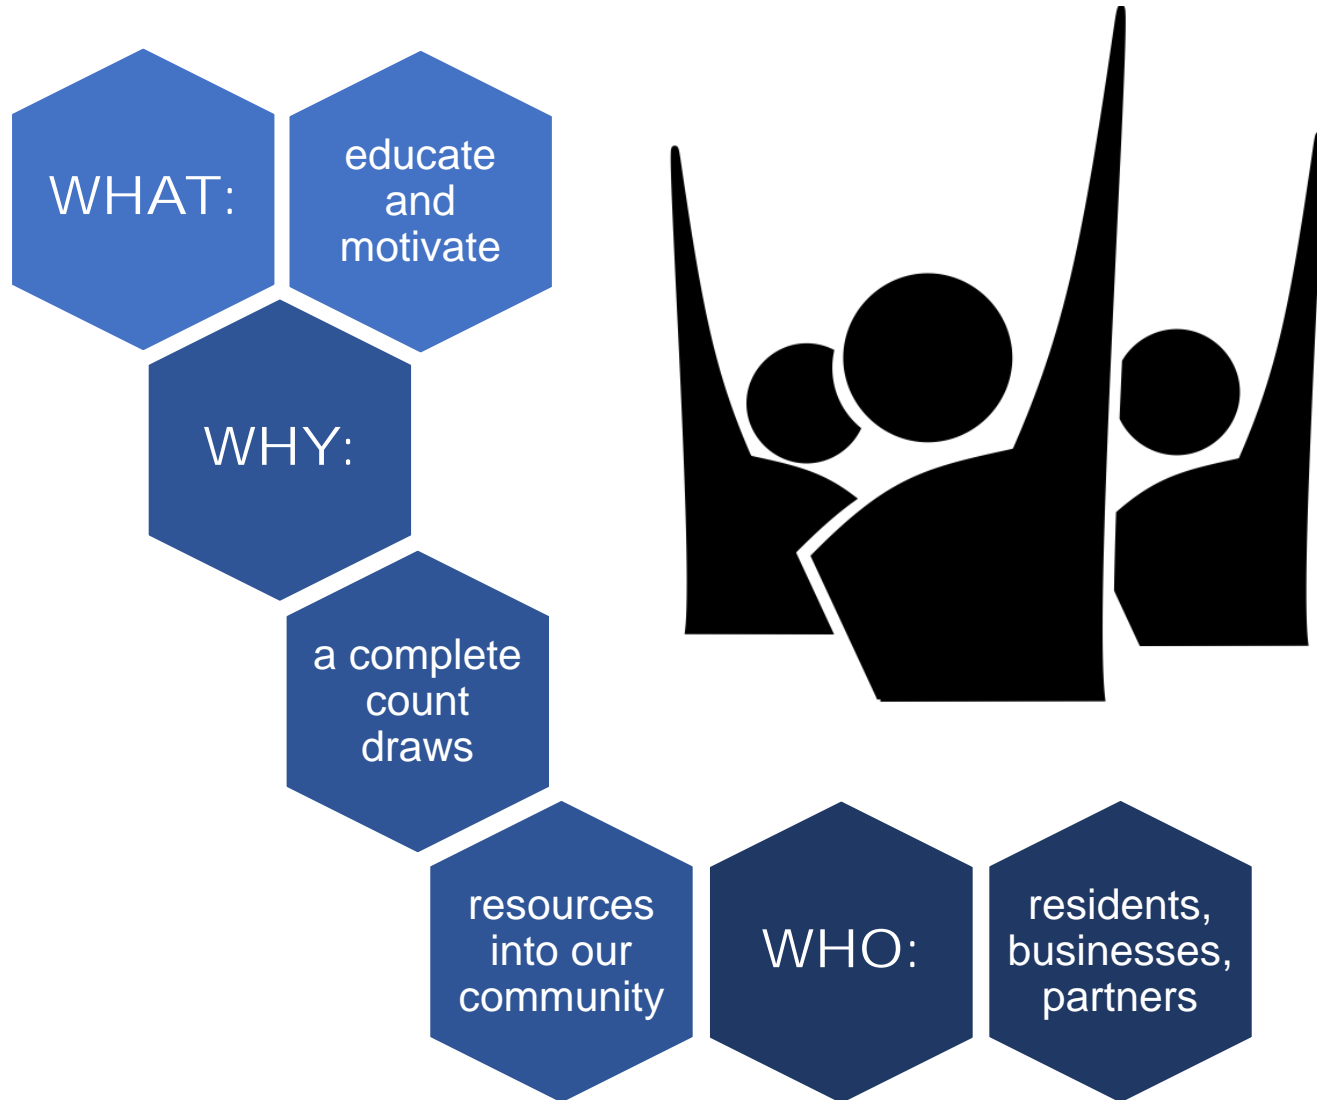 WHAT:
educate
and
motivate
WHY:
a complete
count
draws
resources
into our
community
WHO:
residents,
businesses,
partners